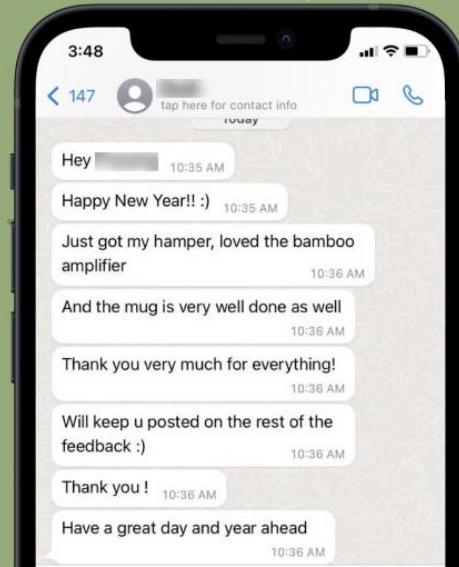 3:48
147
tap here for contact info
Today
Hey
10:35 AM
Happy New Year!! :)
10:35 AM
Just got my hamper, loved the bamboo
amplifier
10:36 AM
And the mug is very well done as well
10:36 AM
Thank you very much for everything!
10:36 AM
Will keep u posted on the rest of the
feedback :)
10:36 AM
Thank you !
10:36 AM
Have a great day and year ahead
10:36 AM